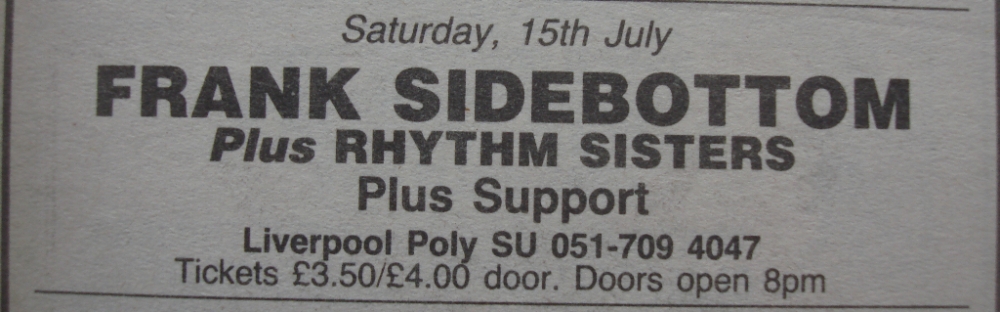 Saturday, 15th July
FRANK SIDEBOTTOM
Plus RHYTHM SISTERS
Plus Support
Liverpool Poly SU 051-709 4047
Tickets £3.50/£4.00 door. Doors open 8pm